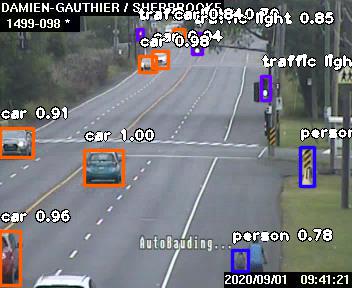 DAMIEN-GAUTHIER / SHERBROOKE
1499-098 *
traffic light 0.85
car 0.98
traffic ligh
car 0.91
car 1.00
person
car 0.96
person 0.78
AutoBauding...
2020/09/01 09:41:21